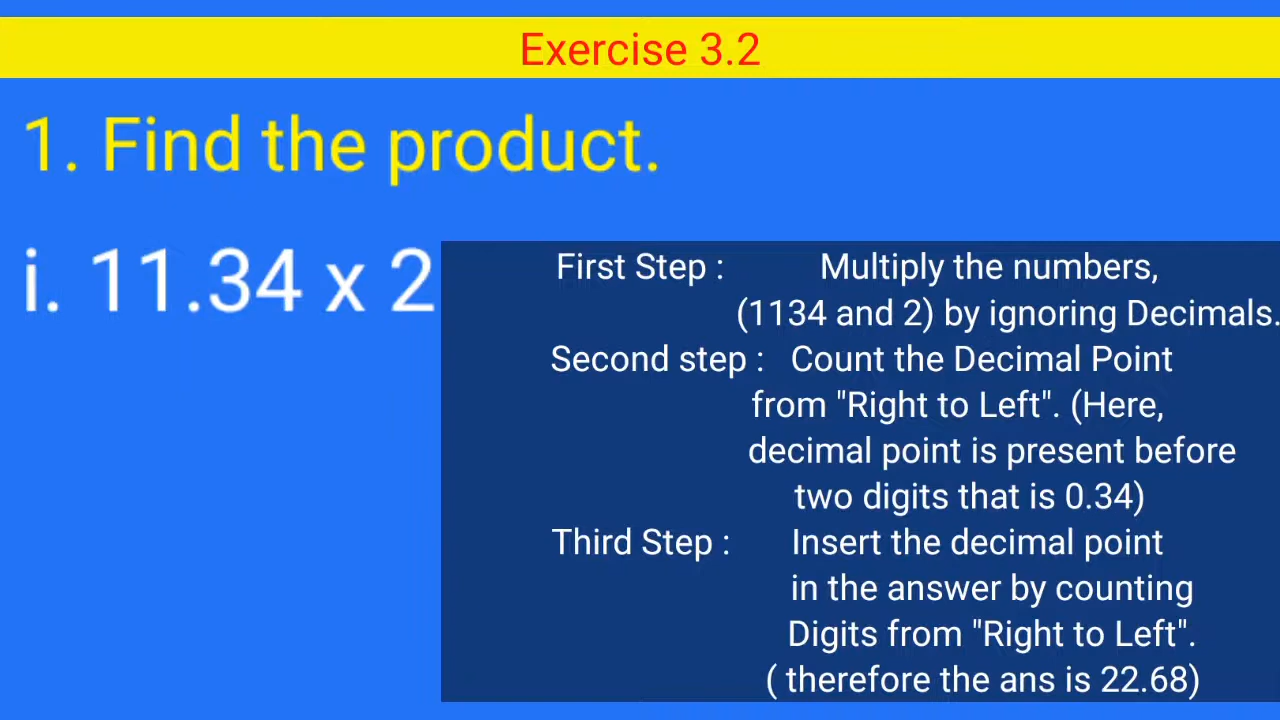 Exercise 3.2
1. Find the product.
i. 11.34 x 2
First Step : Multiply the numbers,
(1134 and 2) by ignoring Decimals.
Second step : Count the Decimal Point
from "Right to Left". (Here,
decimal point is present before
two digits that is 0.34)
Third Step : Insert the decimal point
in the answer by counting
Digits from "Right to Left".
( therefore the ans is 22.68)